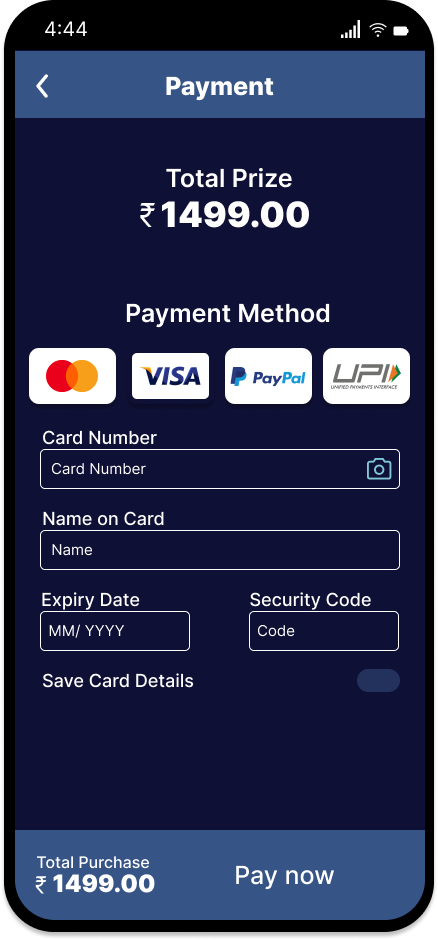 4:44
Payment
Total Prize
₹ 1499.00
Payment Method
VISA PayPal UPI
UNIFIED PAYMENTS INTERFACE
Card Number
Card Number
Name on Card
Name
Expiry Date Security Code
MM/ YYYY Code
Save Card Details
Total Purchase
₹ 1499.00 Pay now